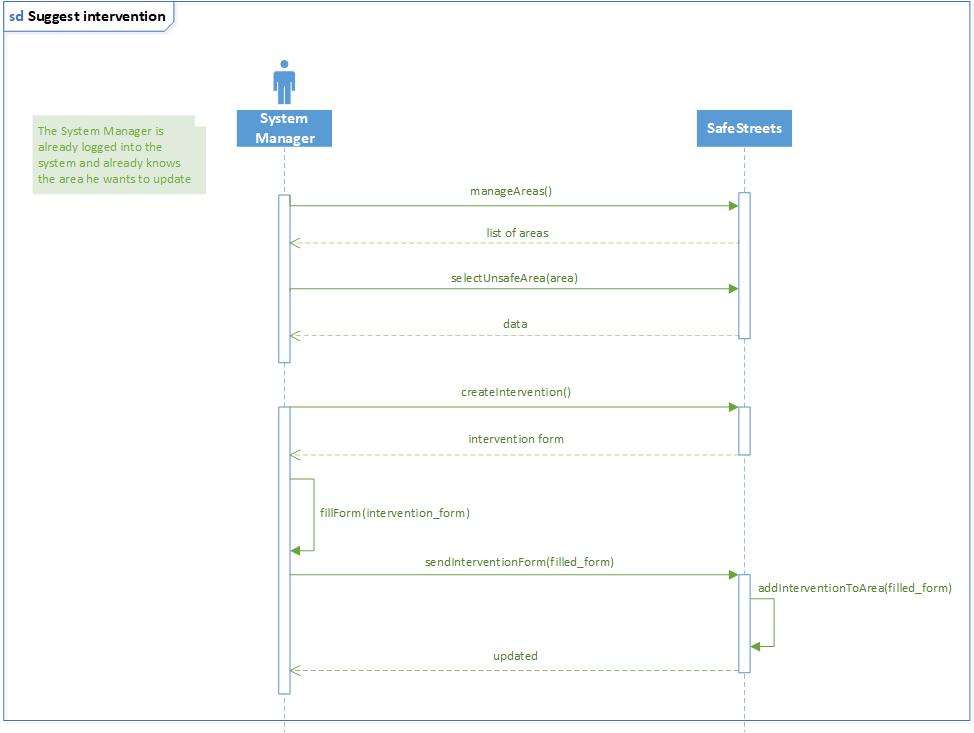 sd Suggest intervention
System
Manager
SafeStreets
The System Manager is
already logged into the
system and already knows
the area he wants to update
manageAreas()
list of areas
selectUnsafeArea(area)
data
createIntervention()
intervention form
fillForm(intervention_form)
sendInterventionForm(filled_form)
addInterventionToArea(filled_form)
updated